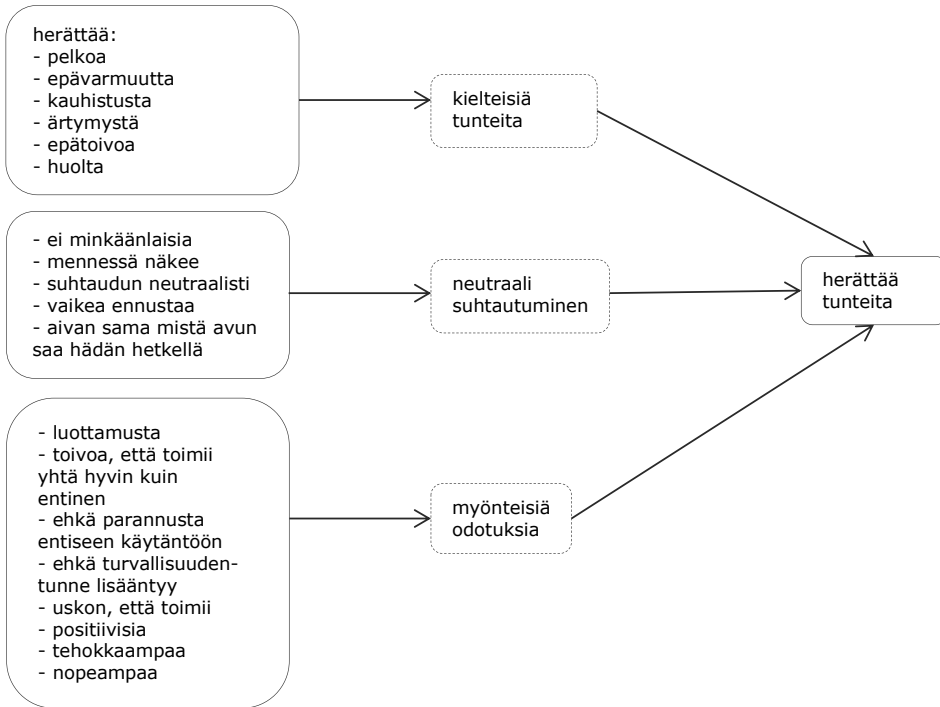 herättää:
- pelkoa
- epävarmuutta
- kauhistusta
- ärtymystä
- epätoivoa
- huolta
kielteisiä
tunteita
- ei minkäänlaisia
- mennessä näkee
- suhtaudun neutraalisti
- vaikea ennustaa
- aivan sama mistä avun
saa hädän hetkellä
neutraali
suhtautuminen
herättää
tunteita
- luottamusta
- toivoa, että toimii
yhtä hyvin kuin
entinen
- ehkä parannusta
entiseen käytäntöön
- ehkä turvallisuuden-
tunne lisääntyy
- uskon, että toimii
- positiivisia
- tehokkaampaa
- nopeampaa
myönteisiä
odotuksia